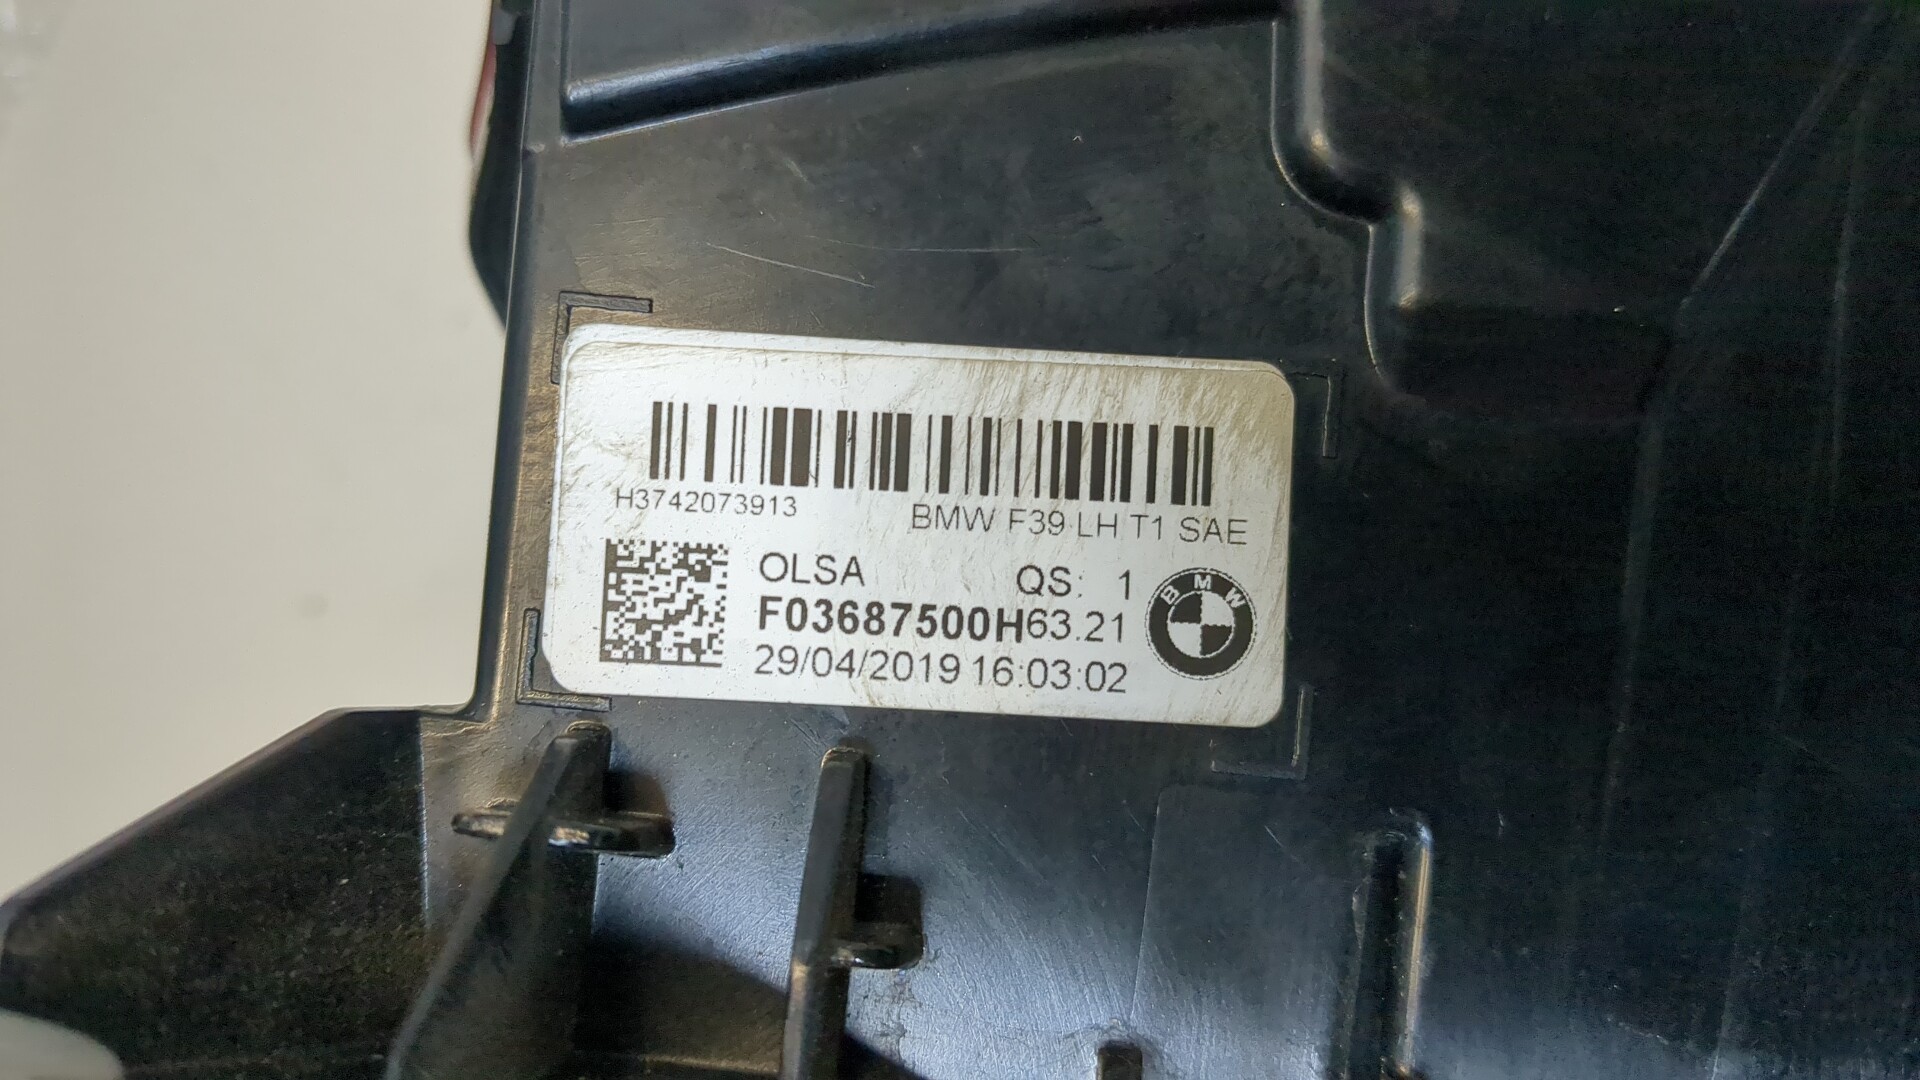 H3742073913
BMW F39 LH T1 SAE
OLSA QS: 1
F03687500H63.21
29/04/2019 16:03:02
BMW